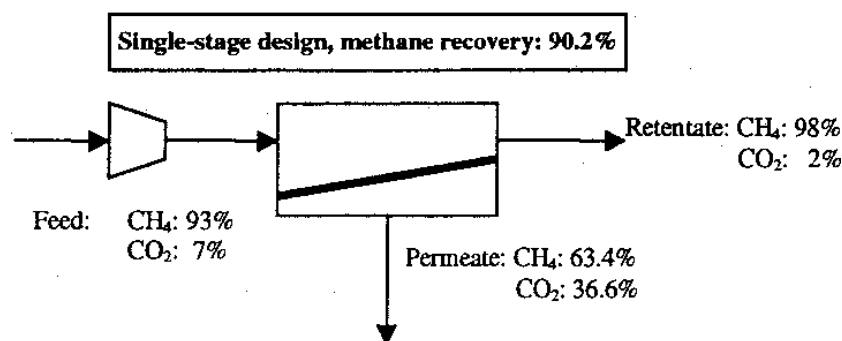 Single-stage design, methane recovery: 90.2%
Retentate: CH₄: 98%
CO₂: 2%
Feed: CH₄: 93%
CO₂: 7%
Permeate: CH₄: 63.4%
CO₂: 36.6%